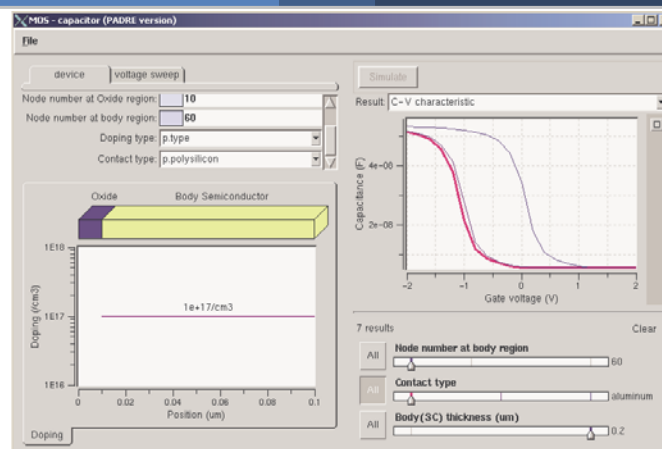 MOS - capacitor (PADRE version)
File
device
voltage sweep
Node number at Oxide region: 10
Node number at body region: 60
Doping type: p.type
Contact type: p.polysilicon
Oxide Body Semiconductor
1E18
1E17
1E16
Doping (/cm3)
1e+17/cm3
0 0.02 0.04 0.06 0.08 0.1
Position (um)
Doping
Simulate
Result: C-V characteristic
4e-08
2e-08
Capacitance (F)
-2 -1 0 1 2
Gate voltage (V)
7 results Clear
All Node number at body region
60
All Contact type
aluminum
All Body(SC) thickness (um)
0.2